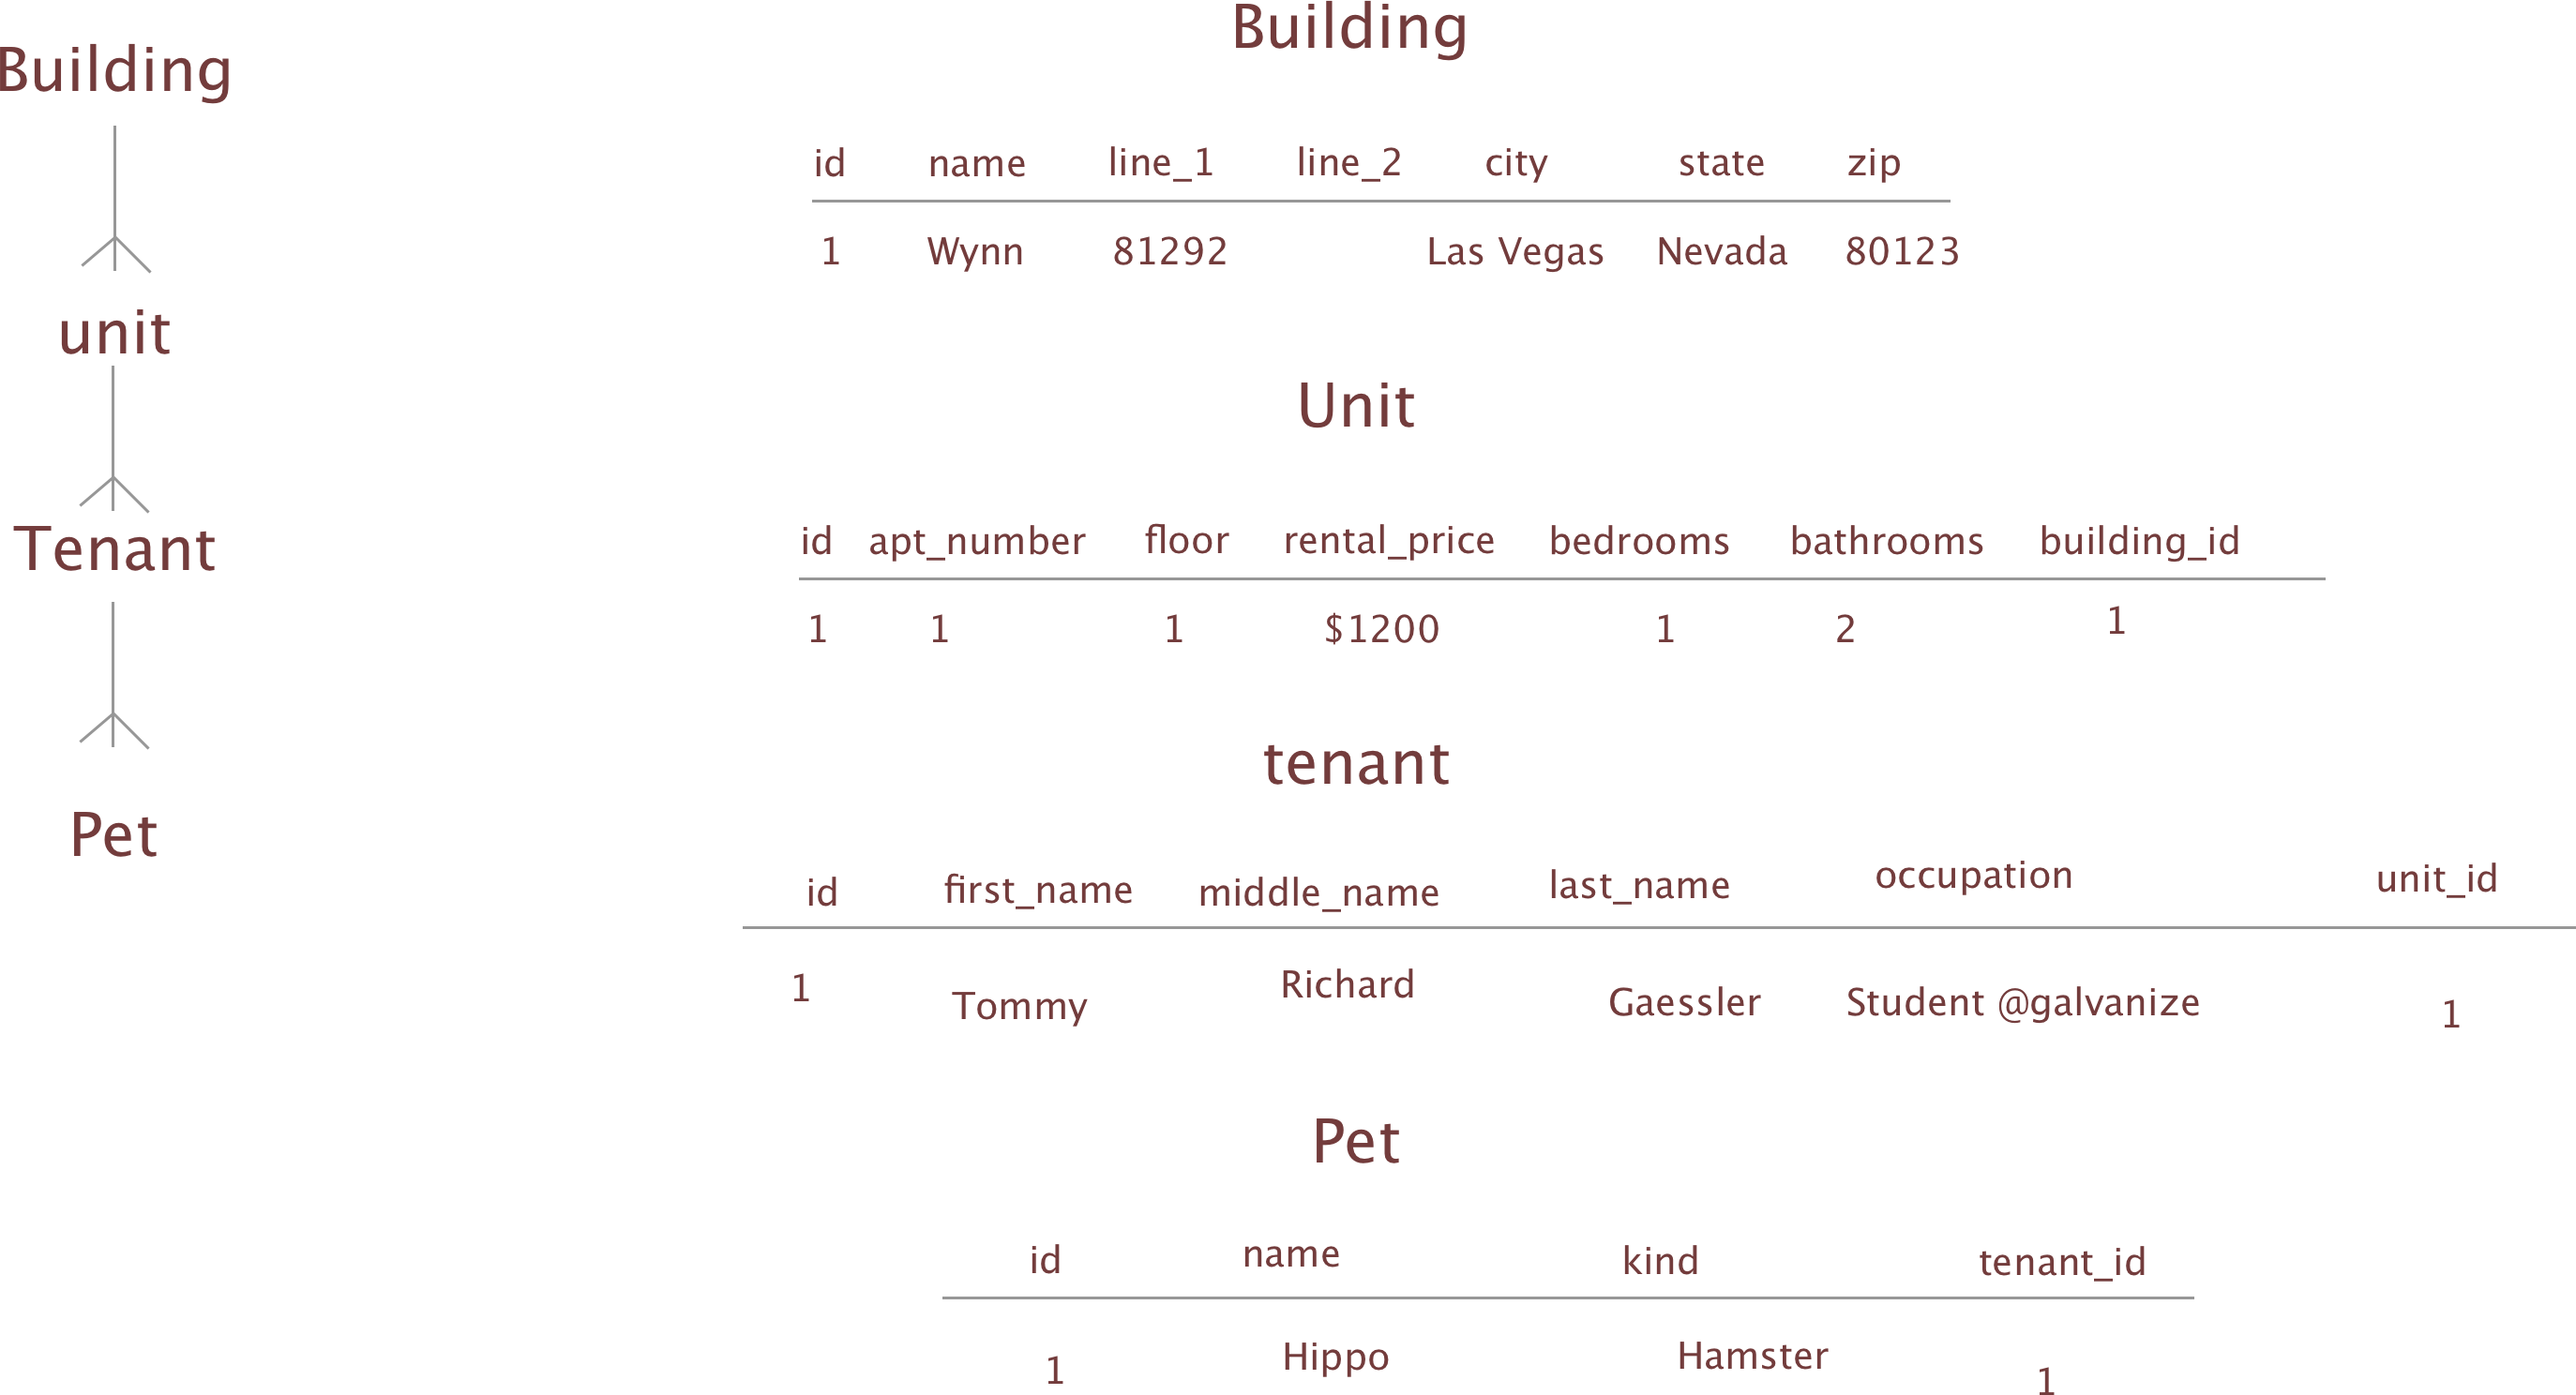 Building
unit
Tenant
Pet
Building
id name line_1 line_2 city state zip
1 Wynn 81292 Las Vegas Nevada 80123
Unit
id apt_number floor rental_price bedrooms bathrooms building_id
1 1 1 $1200 1 2 1
tenant
id first_name middle_name last_name occupation unit_id
1 Tommy Richard Gaessler Student @galvanize 1
Pet
id name kind tenant_id
1 Hippo Hamster 1